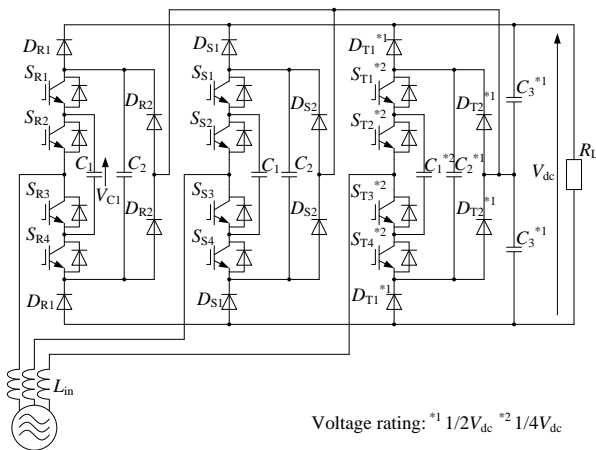 D_R1 D_S1 D_T1^*1
S_R1 S_S1 S_T1^*2
D_R2 D_S2 D_T2^*1 C_3^*1
S_R2 S_S2 S_T2^*2
C_1 C_2 C_1 C_2 C_1^*2 C_2^*1 R_L
V_C1 V_dc
S_R3 S_S3 S_T3^*2
D_R2 D_S2 D_T2^*1
S_R4 S_S4 S_T4^*2 C_3^*1
D_R1 D_S1 D_T1^*1
L_in
Voltage rating: ^*1 1/2V_dc ^*2 1/4V_dc